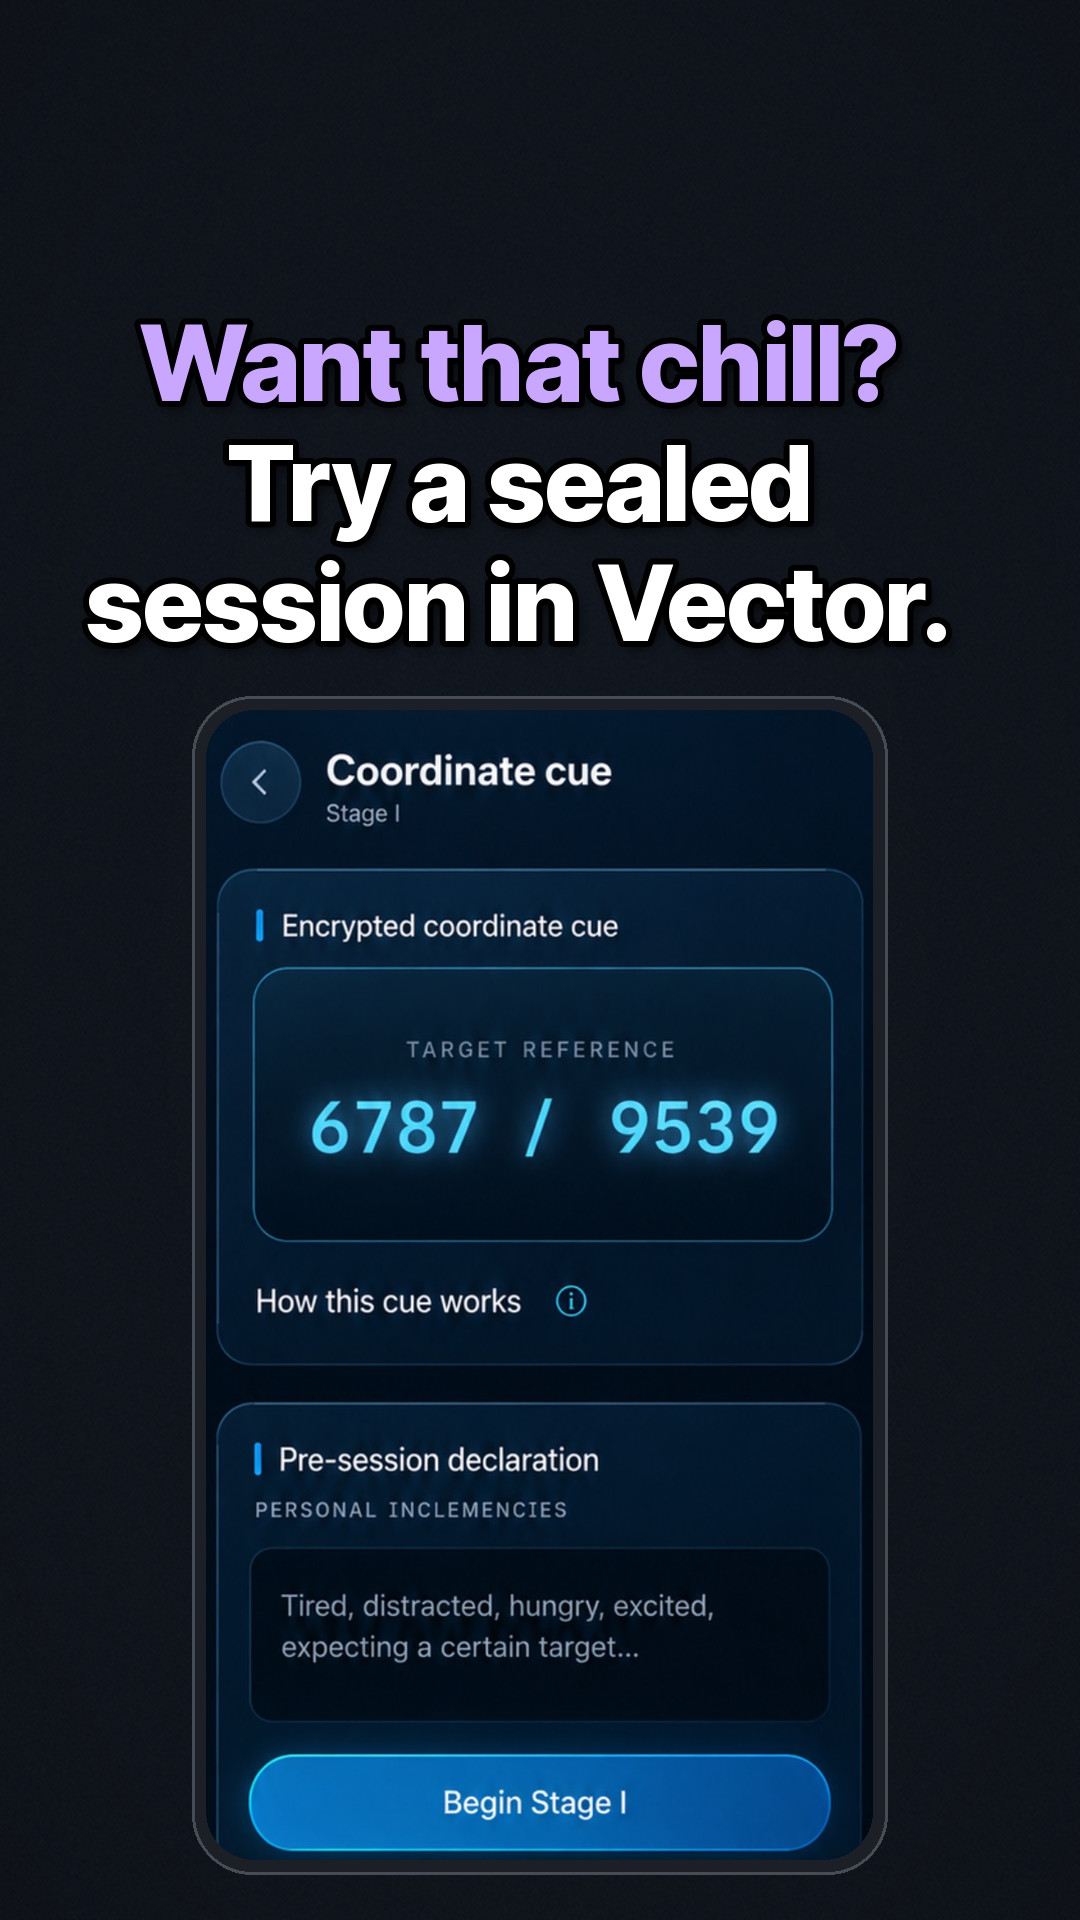 Want that chill?
Try a sealed
session in Vector.
Coordinate cue
Stage I
Encrypted coordinate cue
TARGET REFERENCE
6787 / 9539
How this cue works
Pre-session declaration
PERSONAL INCLEMENCIES
Tired, distracted, hungry, excited,
expecting a certain target...
Begin Stage I